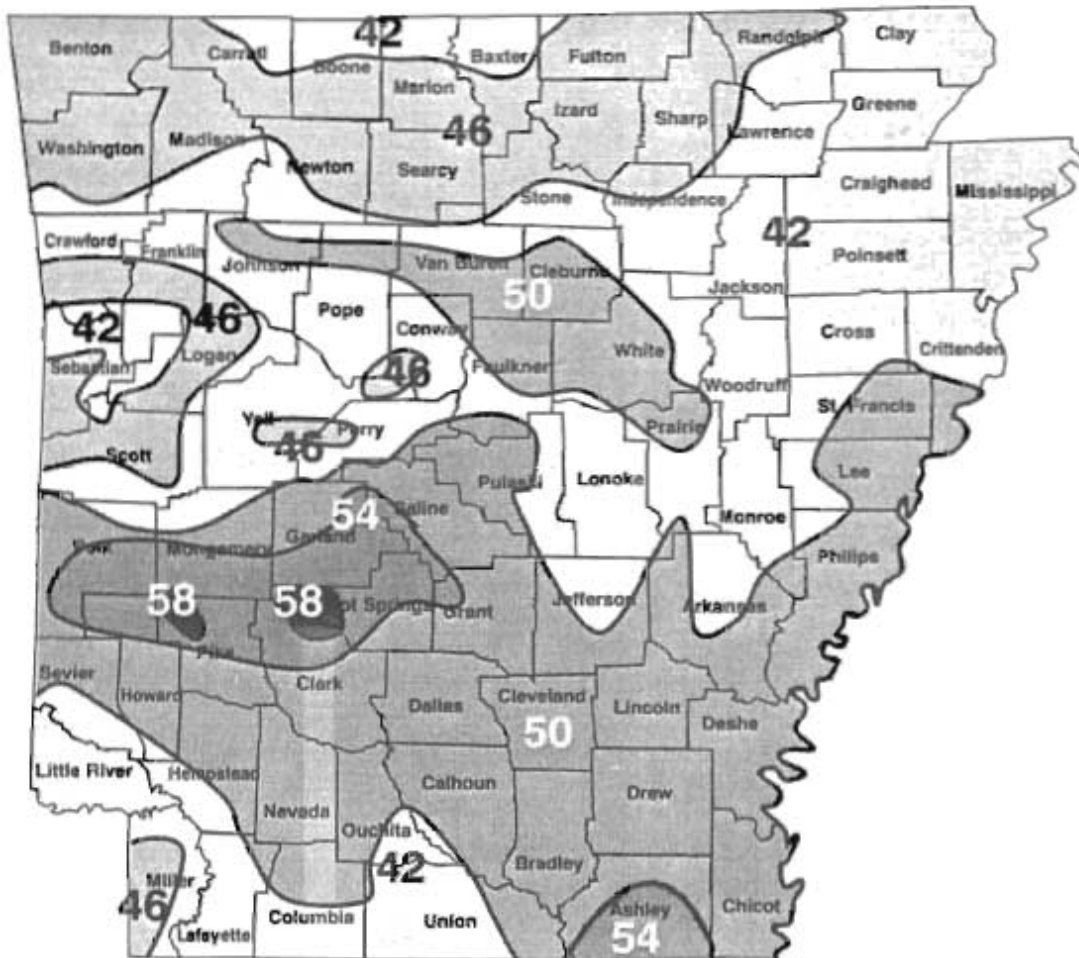 42
Benton
Carroll
Boone
Baxter
Fulton
Randolph
Clay
Marion
Izard
Sharp
Greene
Washington
Madison
46
Lawrence
Newton
Searcy
Stone
Independence
Craighead
Mississippi
Crawford
Franklin
Johnson
Van Buren
Cleburne
42
Poinsett
Jackson
50
Pope
42
46
Conway
Cross
Crittenden
Sebastian
Logan
46
Faulkner
White
Woodruff
St. Francis
Yell
Perry
Prairie
46
Scott
Pulaski
Lonoke
Lee
54
Saline
Monroe
Polk
Mongemery
Garland
Philips
58
58
ot Springs
Grant
Jefferson
Arkansas
Pike
Sevier
Howard
Clark
Dallas
Cleveland
Lincoln
Deshe
50
Little River
Hempstead
Calhoun
Drew
Nevada
Ouchita
42
Bradley
Miller
46
Lafayette
Columbia
Union
Ashley
Chicot
54